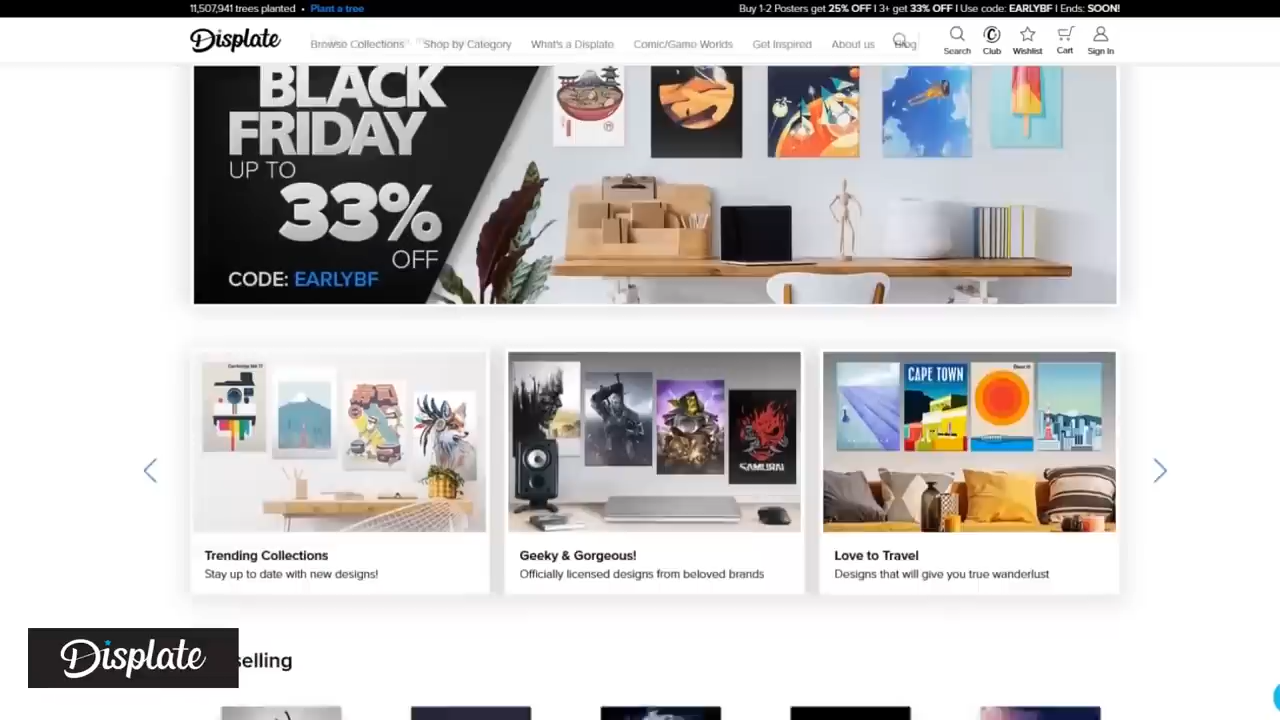 11,507,941 trees planted • Plant a tree
Buy 1-2 Posters get 25% OFF I 3+ get 33% OFF I Use code: EARLYBF I Ends: SOON!
Displate
Browse Collections
Shop by Category
What's a Displate
Comic/Game Worlds
Get Inspired
About us
Blog
Search
Club
Wishlist
Cart
Sign In
BLACK
FRIDAY
UP TO
33%
OFF
CODE: EARLYBF
SAMURAI
CAPE TOWN
Trending Collections
Stay up to date with new designs!
Geeky & Gorgeous!
Officially licensed designs from beloved brands
Love to Travel
Designs that will give you true wanderlust
Displate
selling